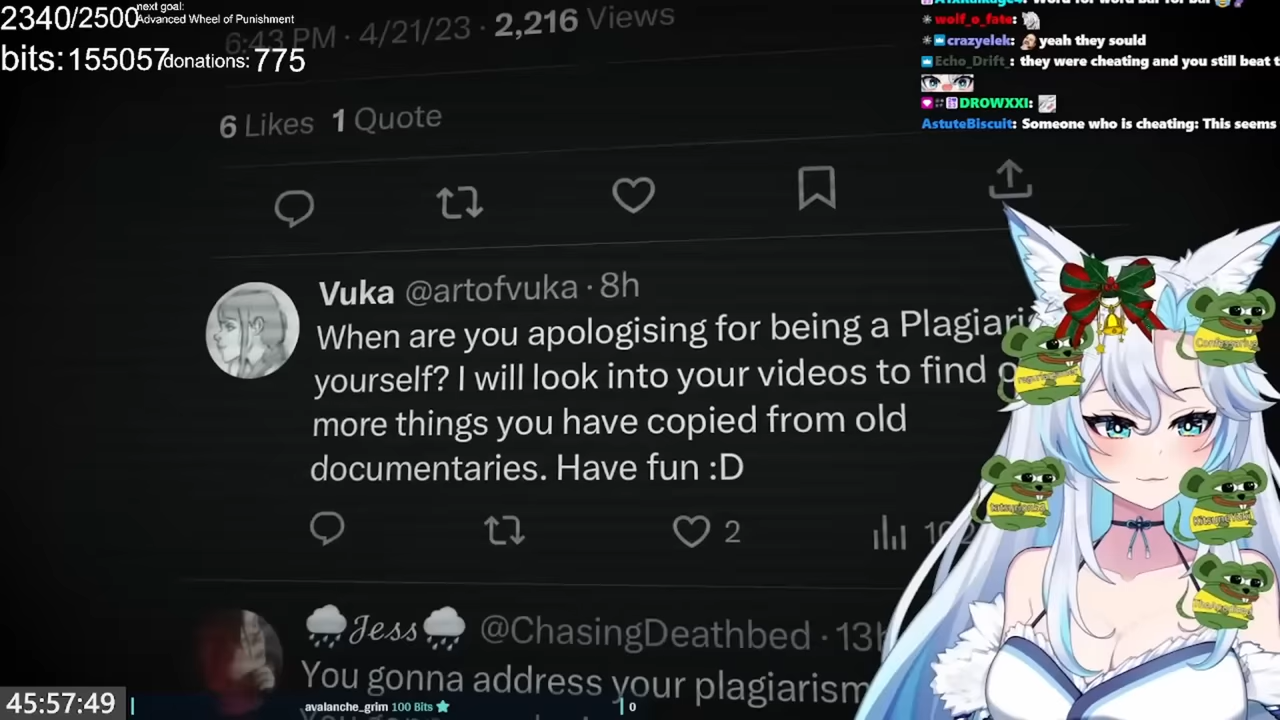 2340/2500
next goal:
Advanced Wheel of Punishment
bits:155057
donations: 775
6:43 PM · 4/21/23 · 2,216 Views
6 Likes 1 Quote
wolf_o_fate:
crazyelek: yeah they sould
Echo_Drift_: they were cheating and you still beat t
DROWXXI:
AstuteBiscuit: Someone who is cheating: This seems
Vuka @artofvuka · 8h
When are you apologising for being a Plagiaris
yourself? I will look into your videos to find
more things you have copied from old
documentaries. Have fun :D
2
Jess @ChasingDeathbed · 13h
You gonna address your plagiarism
45:57:49
avalanche_grim 100 Bits
0